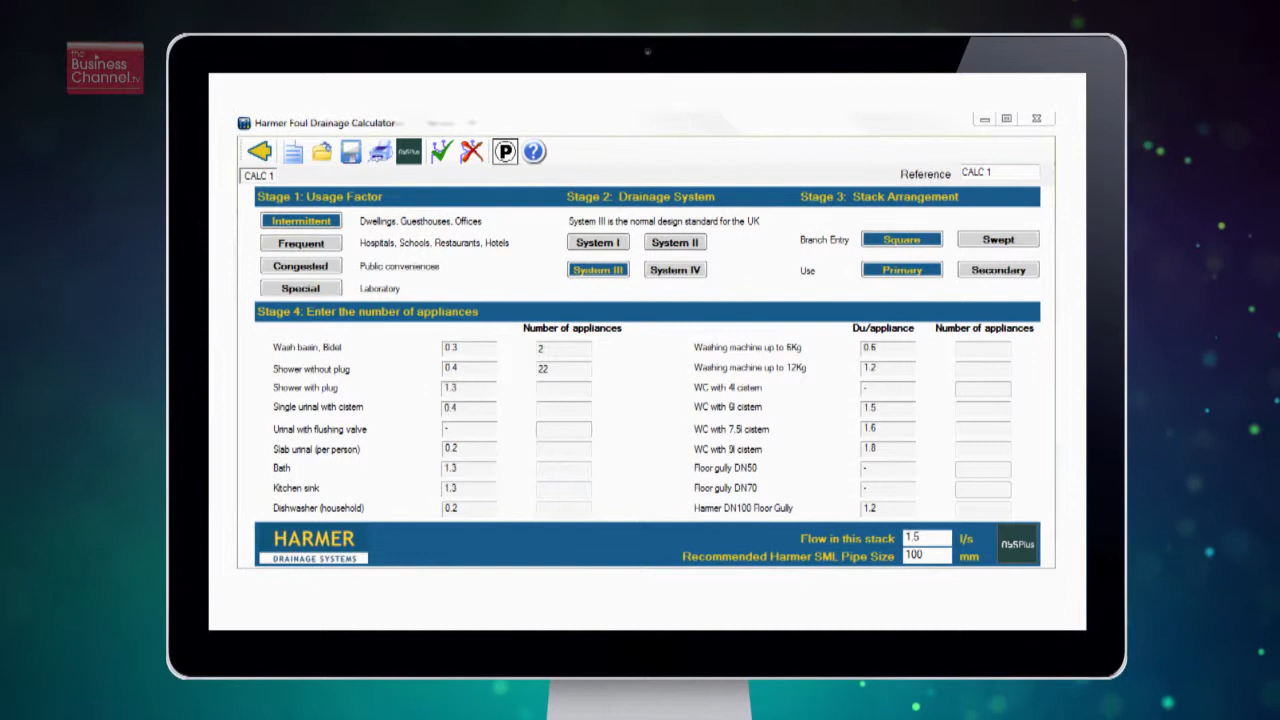 the
Business
Channel.tv
Harmer Foul Drainage Calculator
nbsPlus
P
?
CALC 1
Reference CALC 1
Stage 1: Usage Factor Stage 2: Drainage System Stage 3: Stack Arrangement
Intermittent Dwellings, Guesthouses, Offices System III is the normal design standard for the UK
Frequent Hospitals, Schools, Restaurants, Hotels System I System II Branch Entry Square Swept
Congested Public conveniences System III System IV Use Primary Secondary
Special Laboratory
Stage 4: Enter the number of appliances
Number of appliances Du/appliance Number of appliances
Wash basin, Bidet 0.3 2 Washing machine up to 6Kg 0.6
Shower without plug 0.4 22 Washing machine up to 12Kg 1.2
Shower with plug 1.3 WC with 4l cistern -
Single urinal with cistern 0.4 WC with 6l cistern 1.5
Urinal with flushing valve - WC with 7.5l cistern 1.6
Slab urinal (per person) 0.2 WC with 9l cistern 1.8
Bath 1.3 Floor gully DN50 -
Kitchen sink 1.3 Floor gully DN70 -
Dishwasher (household) 0.2 Harmer DN100 Floor Gully 1.2
HARMER
DRAINAGE SYSTEMS
Flow in this stack 1.5 l/s
Recommended Harmer SML Pipe Size 100 mm
nbsPlus